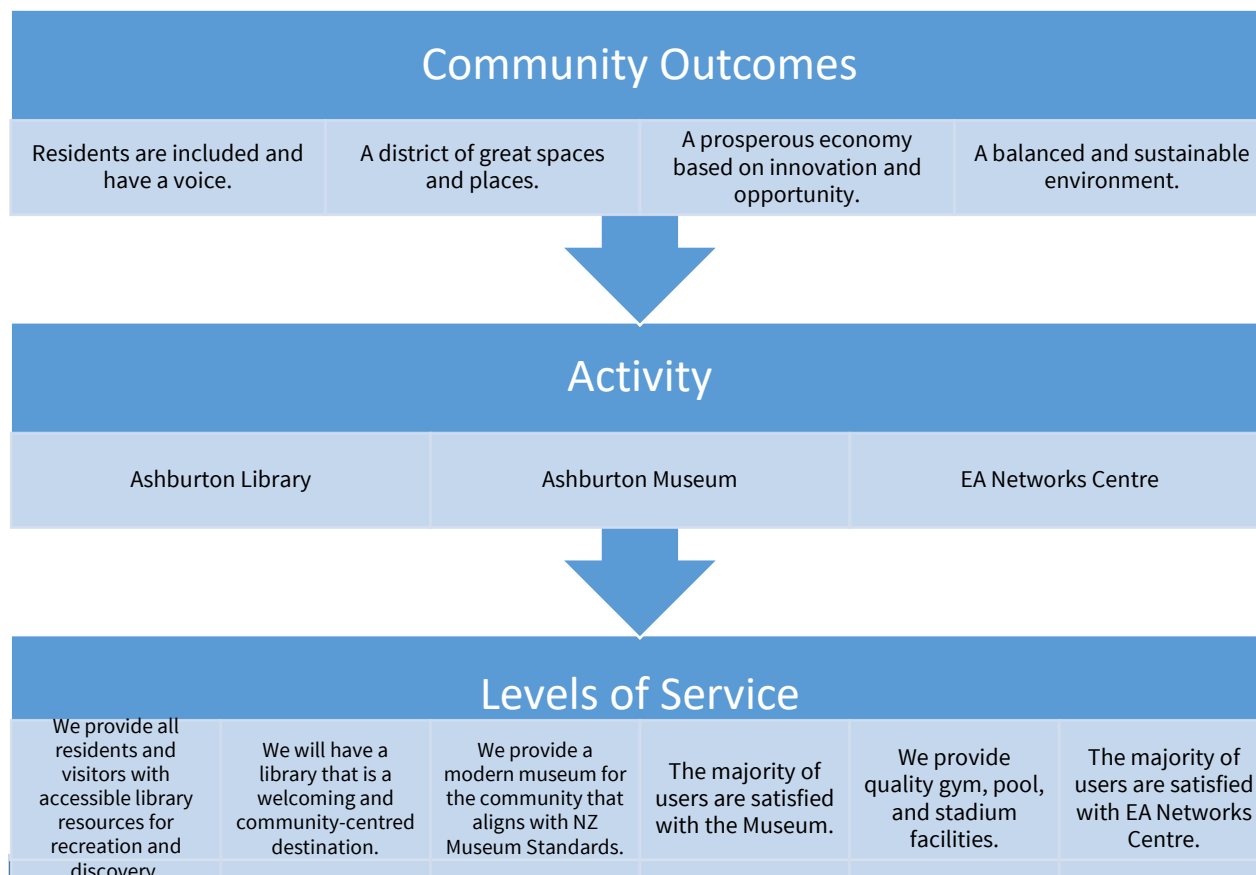 Community Outcomes
Residents are included and
have a voice.
A district of great spaces
and places.
A prosperous economy
based on innovation and
opportunity.
A balanced and sustainable
environment.
Activity
Ashburton Library
Ashburton Museum
EA Networks Centre
Levels of Service
We provide all
residents and
visitors with
accessible library
resources for
recreation and
discovery
We will have a
library that is a
welcoming and
community-centred
destination.
We provide a
modern museum for
the community that
aligns with NZ
Museum Standards.
The majority of
users are satisfied
with the Museum.
We provide
quality gym, pool,
and stadium
facilities.
The majority of
users are satisfied
with EA Networks
Centre.